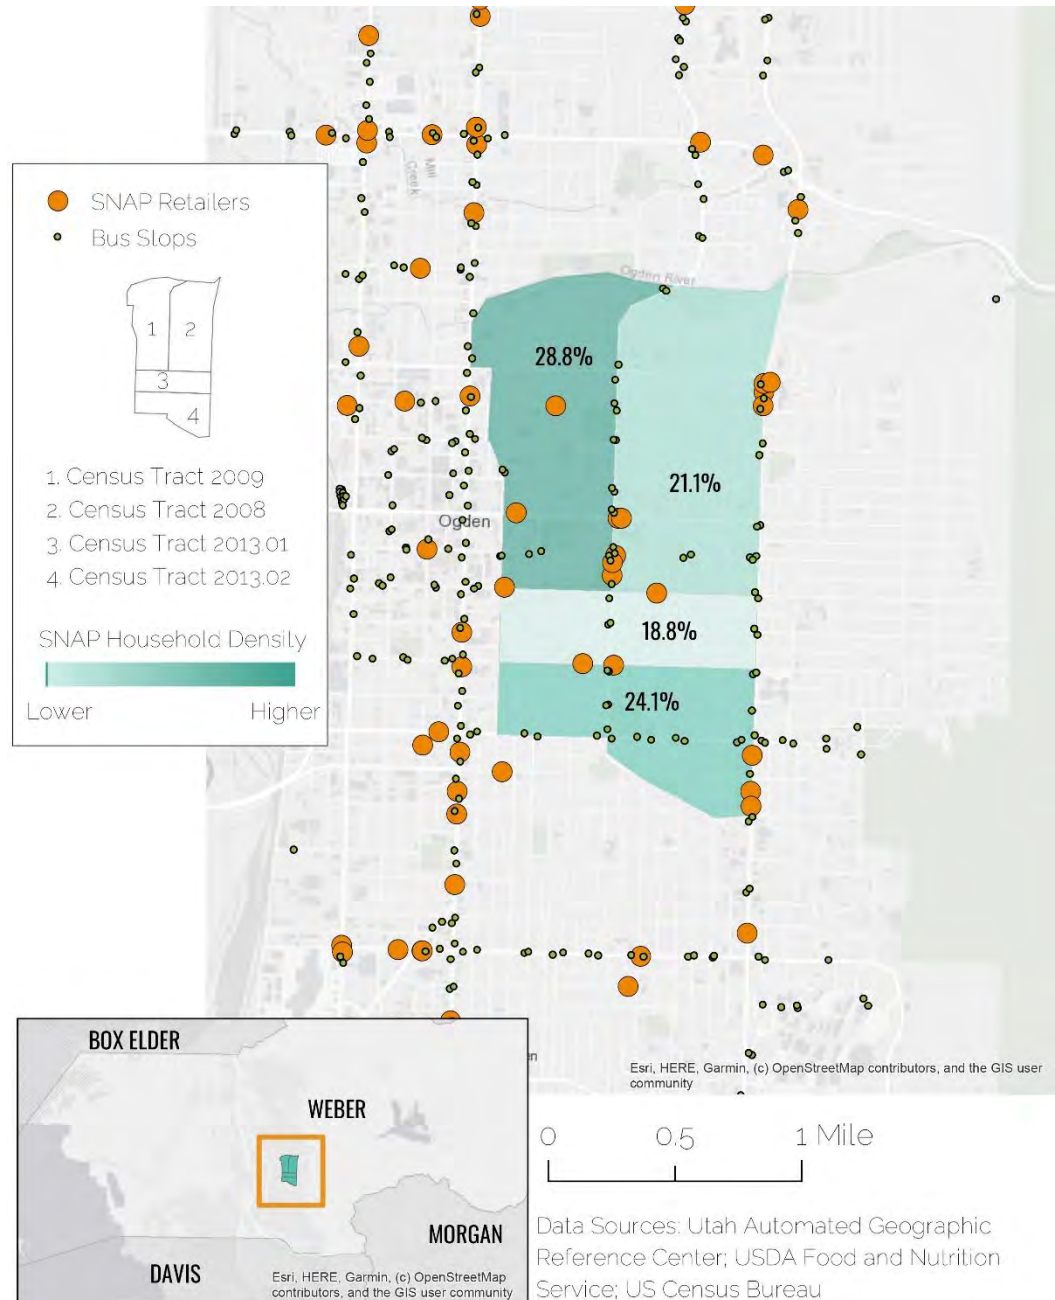 Mill
Creek
SNAP Retailers
Bus Slops
Ogden River
1
2
3
4
28.8%
21.1%
1. Census Tract 2009
2. Census Tract 2008
3. Census Tract 2013.01
4. Census Tract 2013.02
Ogden
18.8%
SNAP Household Density
Lower Higher
24.1%
BOX ELDER
WEBER
MORGAN
DAVIS
Esri, HERE, Garmin, (c) OpenStreetMap
contributors, and the GIS user community
Esri, HERE, Garmin, (c) OpenStreetMap contributors, and the GIS user
community
0 0.5 1 Mile
Data Sources: Utah Automated Geographic
Reference Center; USDA Food and Nutrition
Service; US Census Bureau